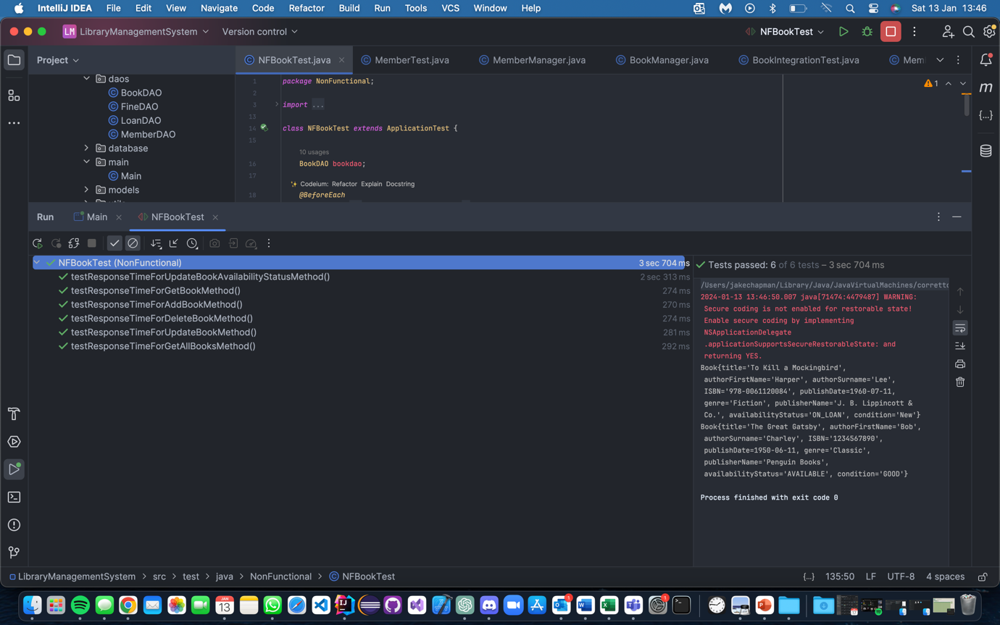 IntelliJ IDEA File Edit View Navigate Code Refactor Build Run Tools VCS Window Help Sat 13 Jan 13:46
LM LibraryManagementSystem Version control NFBookTest
Project
NFBookTest.java MemberTest.java MemberManager.java BookManager.java BookIntegrationTest.java Mem
daos
BookDAO
FineDAO
LoanDAO
MemberDAO
database
main
Main
models
1 package NonFunctional;
2
3 import ...
13
14 class NFBookTest extends ApplicationTest {
15
10 usages
16 BookDAO bookdao;
17
Codeium: Refactor Explain Docstring
18 @BeforeEach
1
Run Main NFBookTest
NFBookTest (NonFunctional) 3 sec 704 ms
testResponseTimeForUpdateBookAvailabilityStatusMethod() 2 sec 313 ms
testResponseTimeForGetBookMethod() 274 ms
testResponseTimeForAddBookMethod() 270 ms
testResponseTimeForDeleteBookMethod() 274 ms
testResponseTimeForUpdateBookMethod() 281 ms
testResponseTimeForGetAllBooksMethod() 292 ms
Tests passed: 6 of 6 tests – 3 sec 704 ms
/Users/jakechapman/Library/Java/JavaVirtualMachines/corretto
2024-01-13 13:46:50.007 java[71474:4479487] WARNING:
Secure coding is not enabled for restorable state!
Enable secure coding by implementing
NSApplicationDelegate
.applicationSupportsSecureRestorableState: and
returning YES.
Book{title='To Kill a Mockingbird',
authorFirstName='Harper', authorSurname='Lee',
ISBN='978-0061120084', publishDate=1960-07-11,
genre='Fiction', publisherName='J. B. Lippincott &
Co.', availabilityStatus='ON_LOAN', condition='New'}
Book{title='The Great Gatsby', authorFirstName='Bob',
authorSurname='Charley', ISBN='1234567890',
publishDate=1950-06-11, genre='Classic',
publisherName='Penguin Books',
availabilityStatus='AVAILABLE', condition='GOOD'}
Process finished with exit code 0
LibraryManagementSystem > src > test > java > NonFunctional > NFBookTest {...} 135:50 LF UTF-8 4 spaces
JAN
13